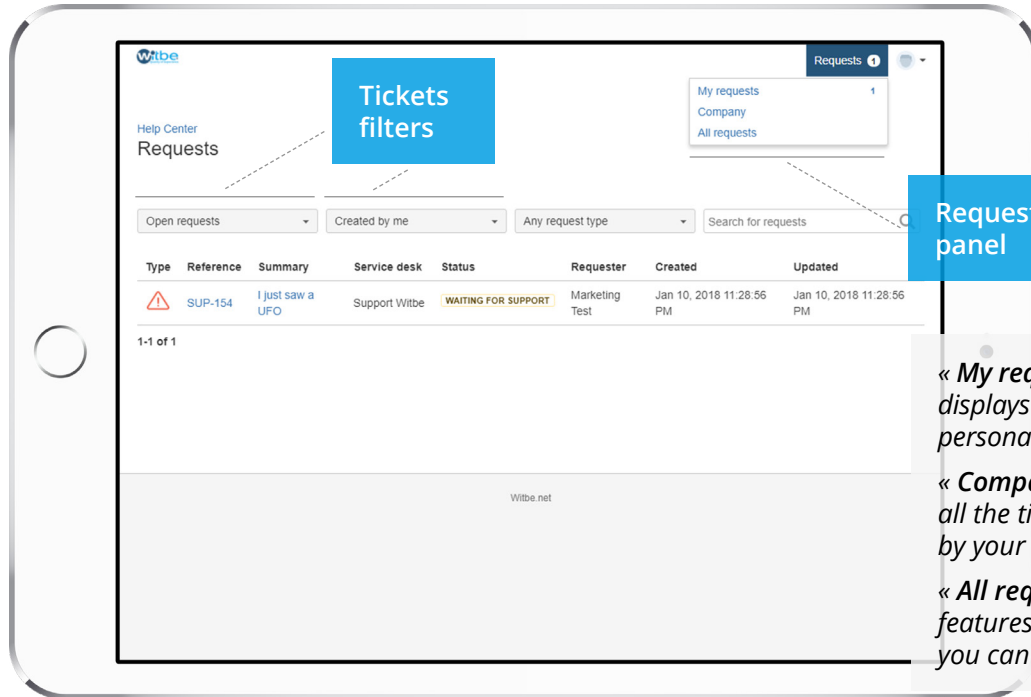 Witbe
Requests 1
Tickets
filters
My requests 1
Company
All requests
Help Center
Requests
Open requests
Created by me
Any request type
Search for requests
Request
panel
Type Reference Summary Service desk Status Requester Created Updated
SUP-154 I just saw a UFO Support Witbe WAITING FOR SUPPORT Marketing Test Jan 10, 2018 11:28:56 PM Jan 10, 2018 11:28:56 PM
1-1 of 1
« My req
displays
persona
« Compa
all the ti
by your
« All req
features
you can
Witbe.net